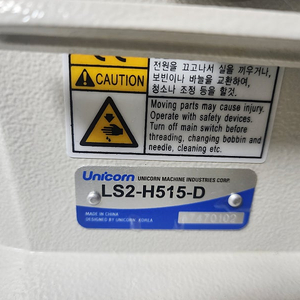 전원을 끄고나서 실을 끼우거나,
보빈이나 바늘을 교환하며,
청소나 조정 등을 할것.
CAUTION
Moving parts may cause injury.
Operate with safety devices.
Turn off main switch before
threading, changing bobbin and
needle, cleaning etc.
Unicorn UNICORN MACHINE INDUSTRIES CORP.
LS2-H515-D
MADE IN CHINA
DESIGNED BY UNICORN KOREA